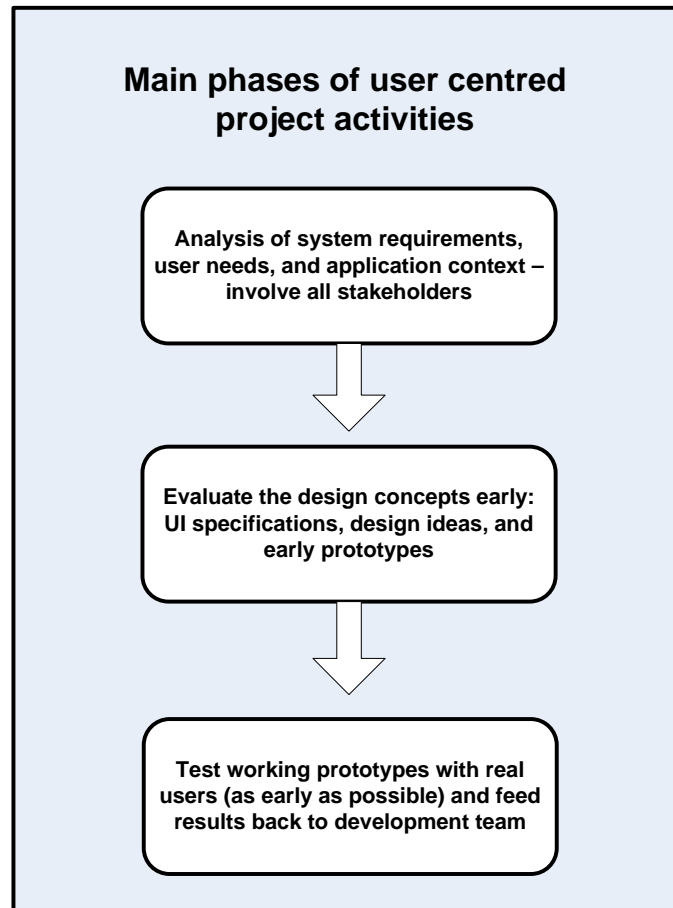 Main phases of user centred
project activities
Analysis of system requirements,
user needs, and application context –
involve all stakeholders
Evaluate the design concepts early:
UI specifications, design ideas, and
early prototypes
Test working prototypes with real
users (as early as possible) and feed
results back to development team